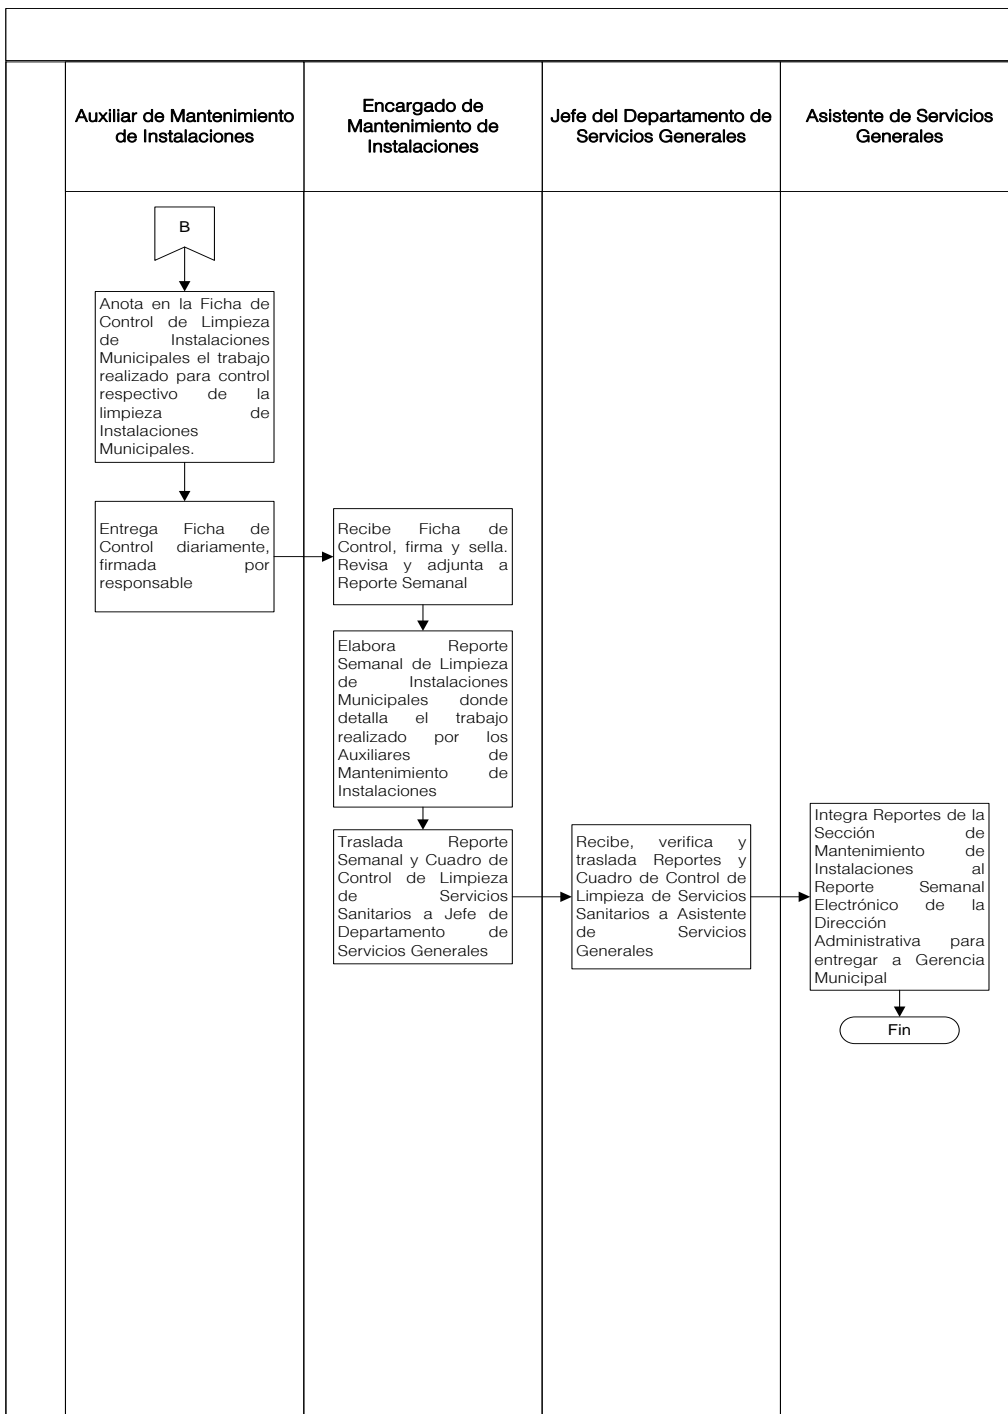 Auxiliar de Mantenimiento
de Instalaciones
Encargado de
Mantenimiento de
Instalaciones
Jefe del Departamento de
Servicios Generales
Asistente de Servicios
Generales
B
Anota en la Ficha de
Control de Limpieza
de Instalaciones
Municipales el trabajo
realizado para control
respectivo de la
limpieza de
Instalaciones
Municipales.
Entrega Ficha de
Control diariamente,
firmada por
responsable
Recibe Ficha de
Control, firma y sella.
Revisa y adjunta a
Reporte Semanal
Elabora Reporte
Semanal de Limpieza
de Instalaciones
Municipales donde
detalla el trabajo
realizado por los
Auxiliares de
Mantenimiento de
Instalaciones
Traslada Reporte
Semanal y Cuadro de
Control de Limpieza
de Servicios
Sanitarios a Jefe de
Departamento de
Servicios Generales
Recibe, verifica y
traslada Reportes y
Cuadro de Control de
Limpieza de Servicios
Sanitarios a Asistente
de Servicios
Generales
Integra Reportes de la
Sección de
Mantenimiento de
Instalaciones al
Reporte Semanal
Electrónico de la
Dirección
Administrativa para
entregar a Gerencia
Municipal
Fin